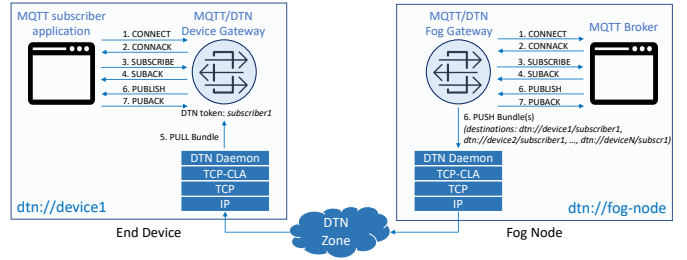 MQTT subscriber
application
1. CONNECT
2. CONNACK
3. SUBSCRIBE
4. SUBACK
6. PUBLISH
7. PUBACK
MQTT/DTN
Device Gateway
DTN token: subscriber1
5. PULL Bundle
DTN Daemon
TCP-CLA
TCP
IP
dtn://device1
End Device
DTN
Zone
MQTT/DTN
Fog Gateway
1. CONNECT
2. CONNACK
3. SUBSCRIBE
4. SUBACK
6. PUBLISH
7. PUBACK
MQTT Broker
6. PUSH Bundle(s)
(destinations: dtn://device1/subscriber1,
dtn://device2/subscriber1, ..., dtn://deviceN/subscr1)
DTN Daemon
TCP-CLA
TCP
IP
dtn://fog-node
Fog Node